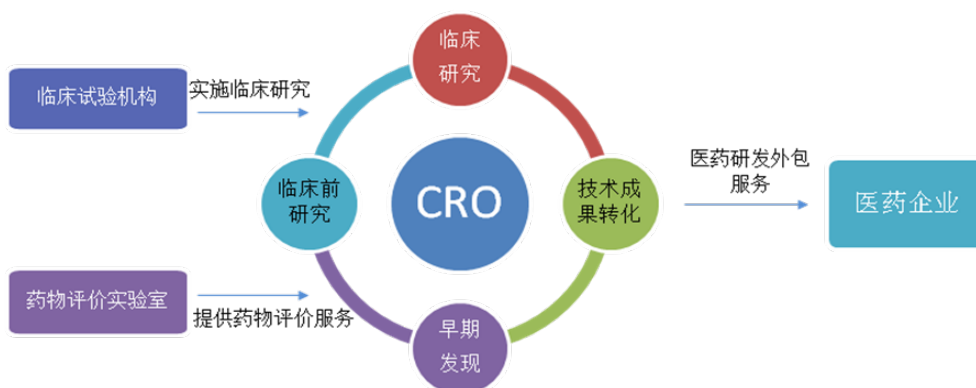 临床
研究
临床试验机构
实施临床研究
医药研发外包
服务
临床前
研究
CRO
技术成
果转化
医药企业
药物评价实验室
提供药物评价服务
早期
发现